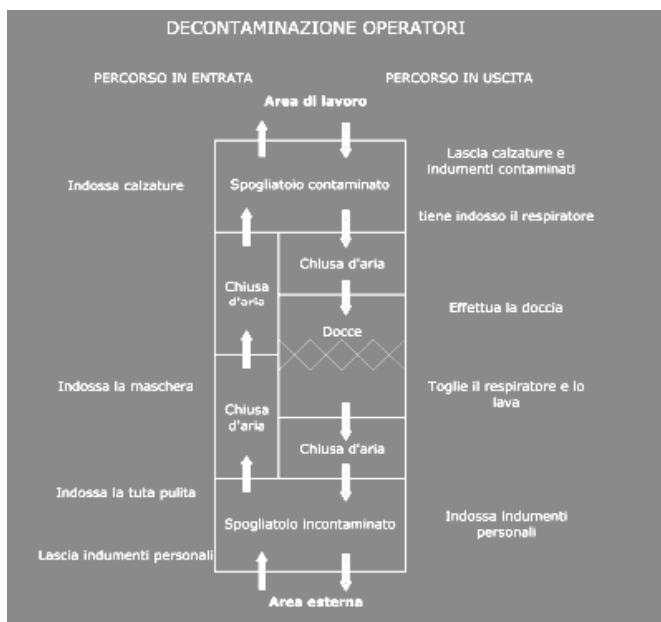 DECONTAMINAZIONE OPERATORI
PERCORSO IN ENTRATA
PERCORSO IN USCITA
Area di lavoro
Lascia calzature e
indumenti contaminati
Indossa calzature
Spogliatoio contaminato
tiene indosso il respiratore
Chiusa d'aria
Chiusa
d'aria
Effettua la doccia
Docce
Indossa la maschera
Toglie il respiratore e lo
lava
Chiusa
d'aria
Chiusa d'aria
Indossa la tuta pulita
Spogliatoio incontaminato
Indossa indumenti
personali
Lascia indumenti personali
Area esterna